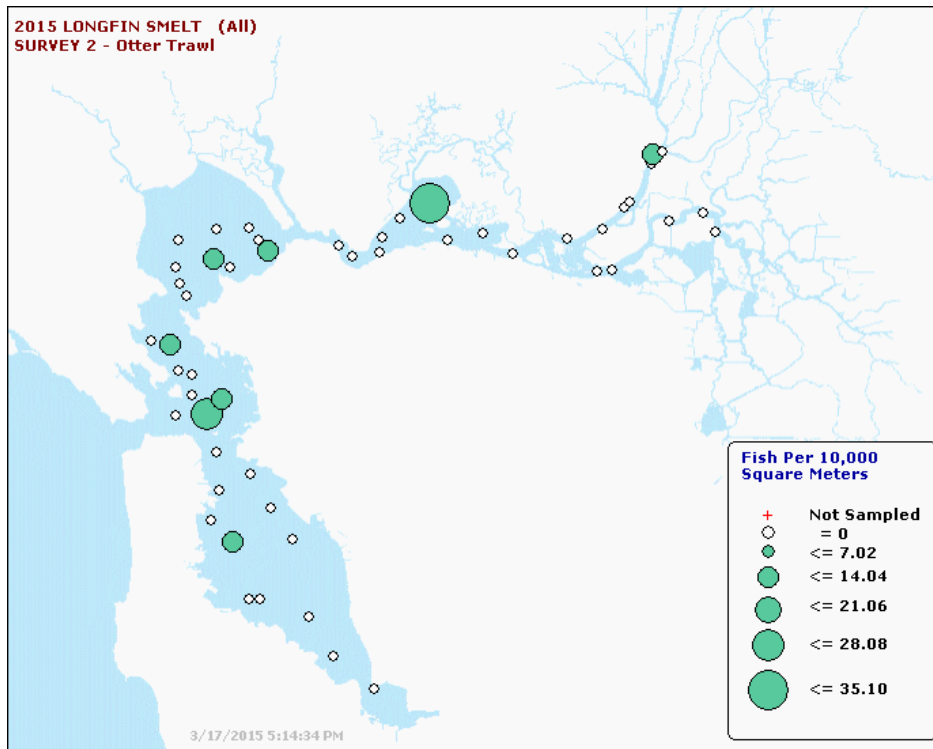 2015 LONGFIN SMELT (All)
SURVEY 2 - Otter Trawl
Fish Per 10,000
Square Meters
Not Sampled
= 0
<= 7.02
<= 14.04
<= 21.06
<= 28.08
<= 35.10
3/17/2015 5:14:34 PM